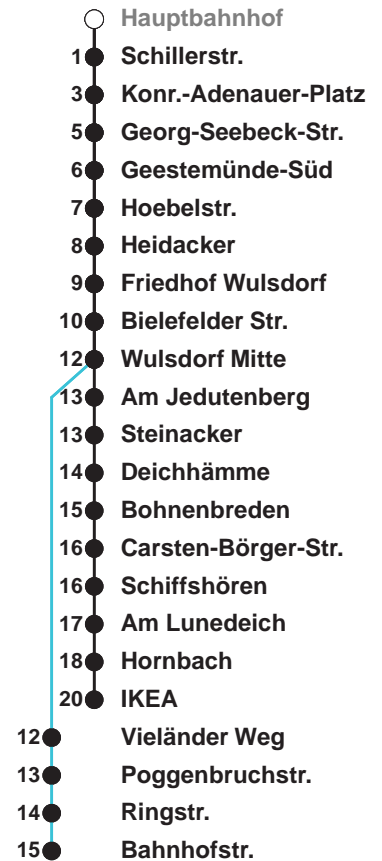 Hauptbahnhof
1 Schillerstr.
3 Konr.-Adenauer-Platz
5 Georg-Seebeck-Str.
6 Geestemünde-Süd
7 Hoebelstr.
8 Heidacker
9 Friedhof Wulsdorf
10 Bielefelder Str.
12 Wulsdorf Mitte
13 Am Jedutenberg
13 Steinacker
14 Deichhämme
15 Bohnenbreden
16 Carsten-Börger-Str.
16 Schiffshören
17 Am Lunedeich
18 Hornbach
20 IKEA
12 Vieländer Weg
13 Poggenbruchstr.
14 Ringstr.
15 Bahnhofstr.